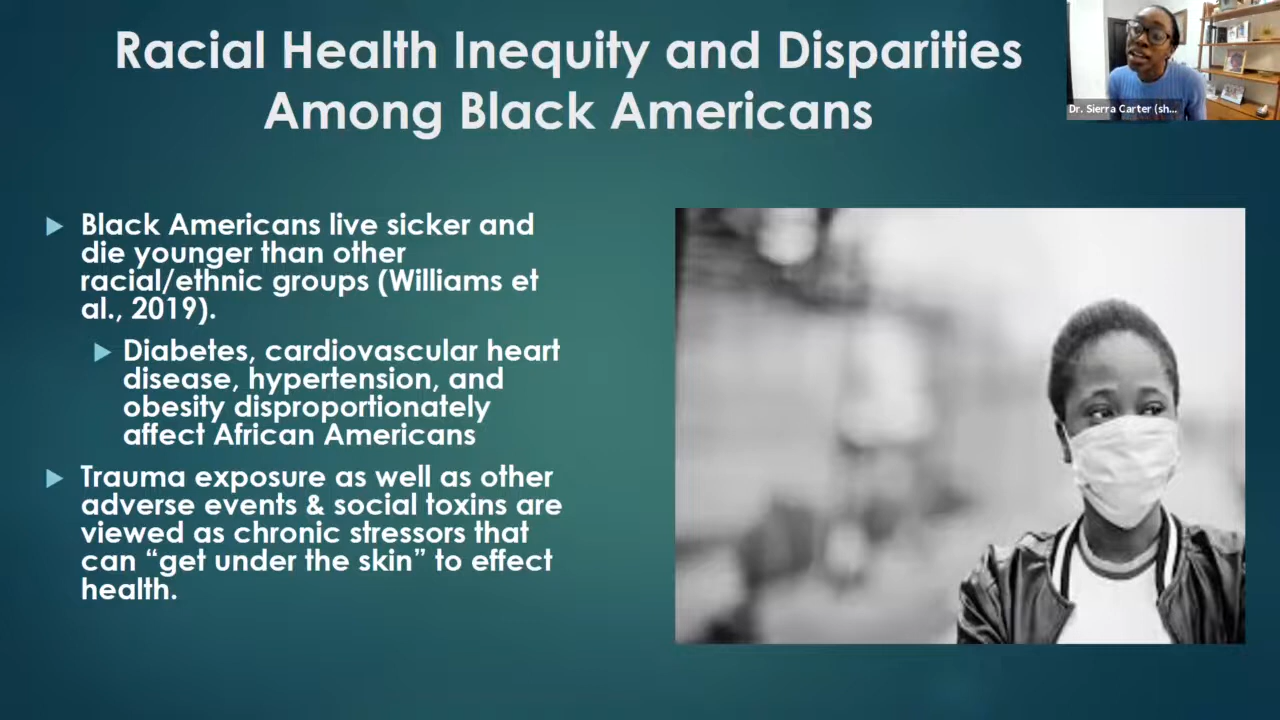 Racial Health Inequity and Disparities
Among Black Americans
Dr. Sierra Carter (sh...
Black Americans live sicker and
die younger than other
racial/ethnic groups (Williams et
al., 2019).
Diabetes, cardiovascular heart
disease, hypertension, and
obesity disproportionately
affect African Americans
Trauma exposure as well as other
adverse events & social toxins are
viewed as chronic stressors that
can “get under the skin” to effect
health.